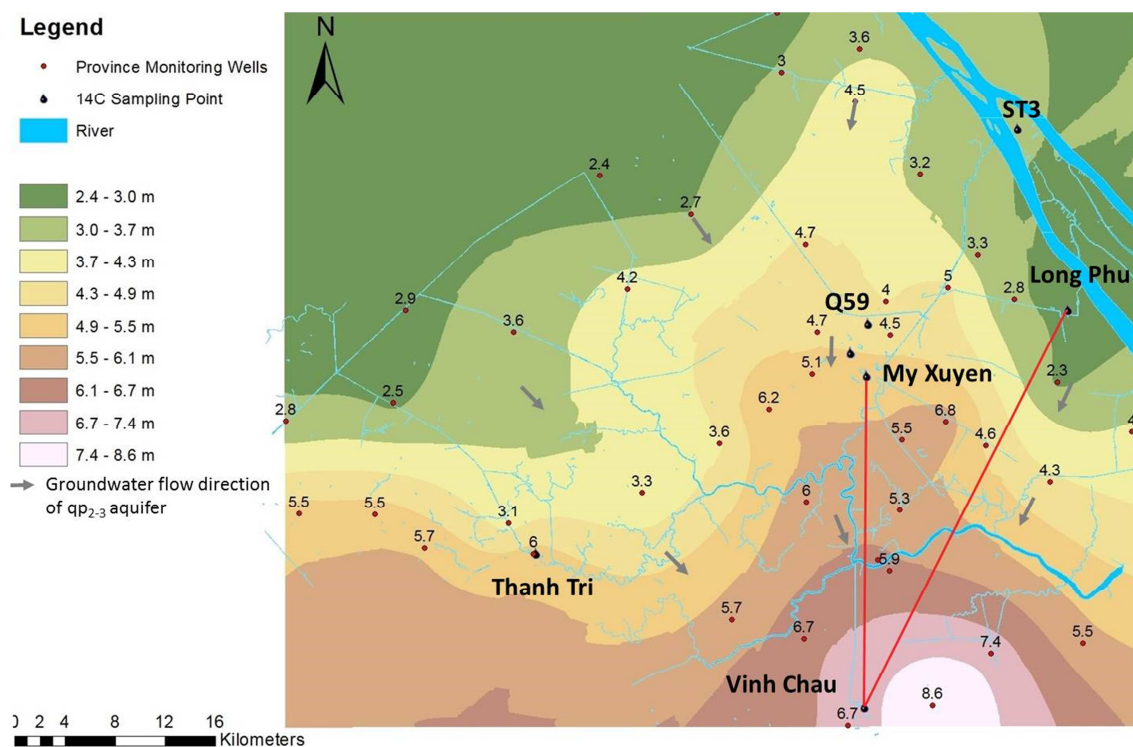 Legend
Province Monitoring Wells
14C Sampling Point
River
2.4 - 3.0 m
3.0 - 3.7 m
3.7 - 4.3 m
4.3 - 4.9 m
4.9 - 5.5 m
5.5 - 6.1 m
6.1 - 6.7 m
6.7 - 7.4 m
7.4 - 8.6 m
Groundwater flow direction
of qp2-3 aquifer
0 2 4 8 12 16
Kilometers
N
3.6
3
4.5
ST3
2.4
3.2
2.7
4.7
3.3
Long Phu
4.2
4
5
2.8
2.9
Q59
3.6
4.7
4.5
5.1
My Xuyen
2.3
2.5
6.2
2.8
6.8
4
3.6
5.5
4.6
4.3
3.3
6
5.3
5.5
5.5
3.1
5.7
6
5.9
Thanh Tri
5.7
6.7
5.5
7.4
Vinh Chau
8.6
6.7